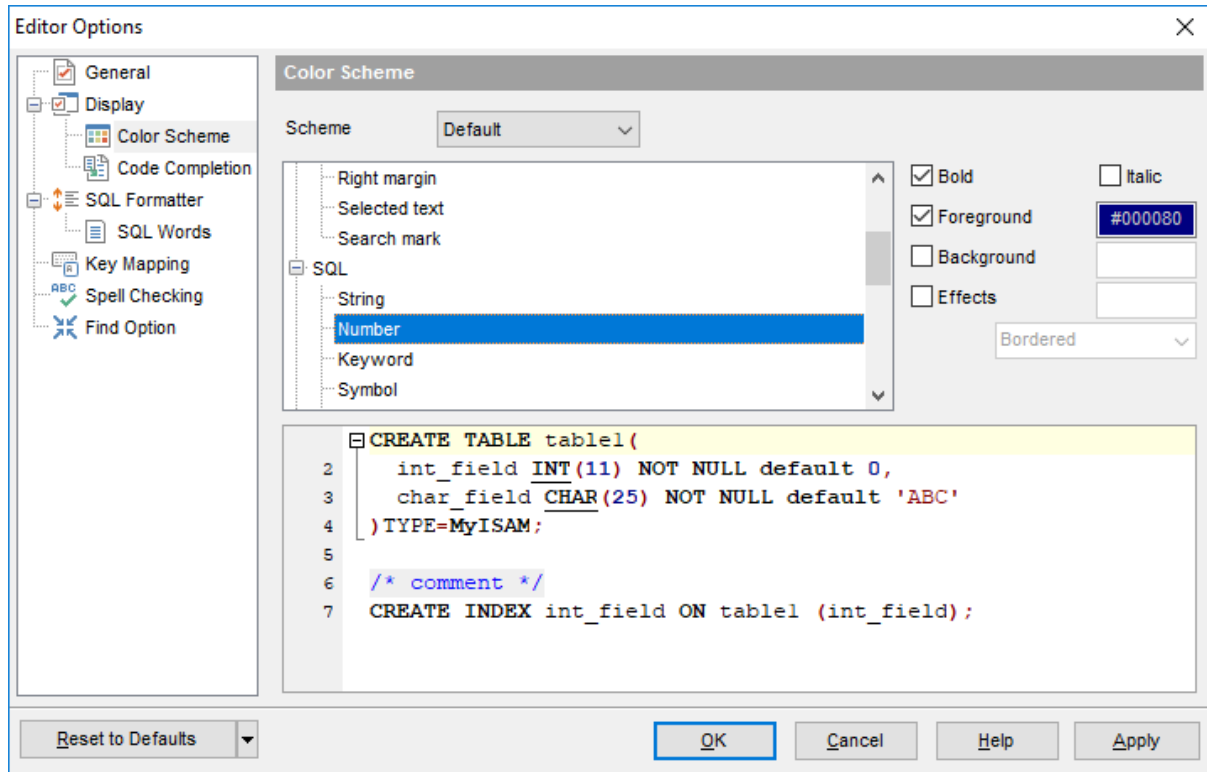 Editor Options
General
Display
Color Scheme
Code Completion
SQL Formatter
SQL Words
Key Mapping
ABC
Spell Checking
Find Option
Color Scheme
Scheme
Default
Right margin
Selected text
Search mark
SQL
String
Number
Keyword
Symbol
Bold
Italic
Foreground
#000080
Background
Effects
Bordered
CREATE TABLE table1(
2 int_field INT(11) NOT NULL default 0,
3 char_field CHAR(25) NOT NULL default 'ABC'
4 )TYPE=MyISAM;
5
6 /* comment */
7 CREATE INDEX int_field ON table1 (int_field);
Reset to Defaults
OK
Cancel
Help
Apply